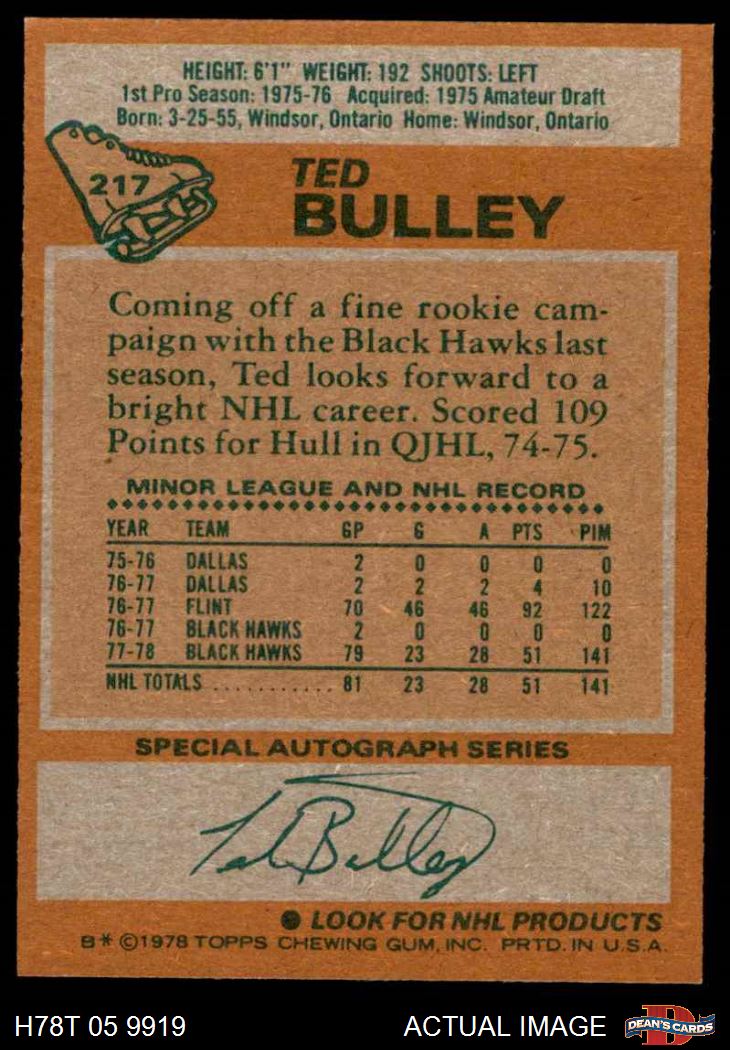 HEIGHT: 6'1" WEIGHT: 192 SHOOTS: LEFT
1st Pro Season: 1975-76 Acquired: 1975 Amateur Draft
Born: 3-25-55, Windsor, Ontario Home: Windsor, Ontario
217
TED
BULLEY
Coming off a fine rookie cam-
paign with the Black Hawks last
season, Ted looks forward to a
bright NHL career. Scored 109
Points for Hull in QJHL, 74-75.
MINOR LEAGUE AND NHL RECORD
YEAR TEAM GP G A PTS PIM
75-76 DALLAS 2 0 0 0 0
76-77 DALLAS 2 2 2 4 10
76-77 FLINT 70 46 46 92 122
76-77 BLACK HAWKS 2 0 0 0 0
77-78 BLACK HAWKS 79 23 28 51 141
NHL TOTALS ............ 81 23 28 51 141
SPECIAL AUTOGRAPH SERIES
Ted Bulley
● LOOK FOR NHL PRODUCTS
B* ©1978 TOPPS CHEWING GUM, INC. PRTD. IN U.S.A.
H78T 05 9919 ACTUAL IMAGE D DEAN'S CARDS